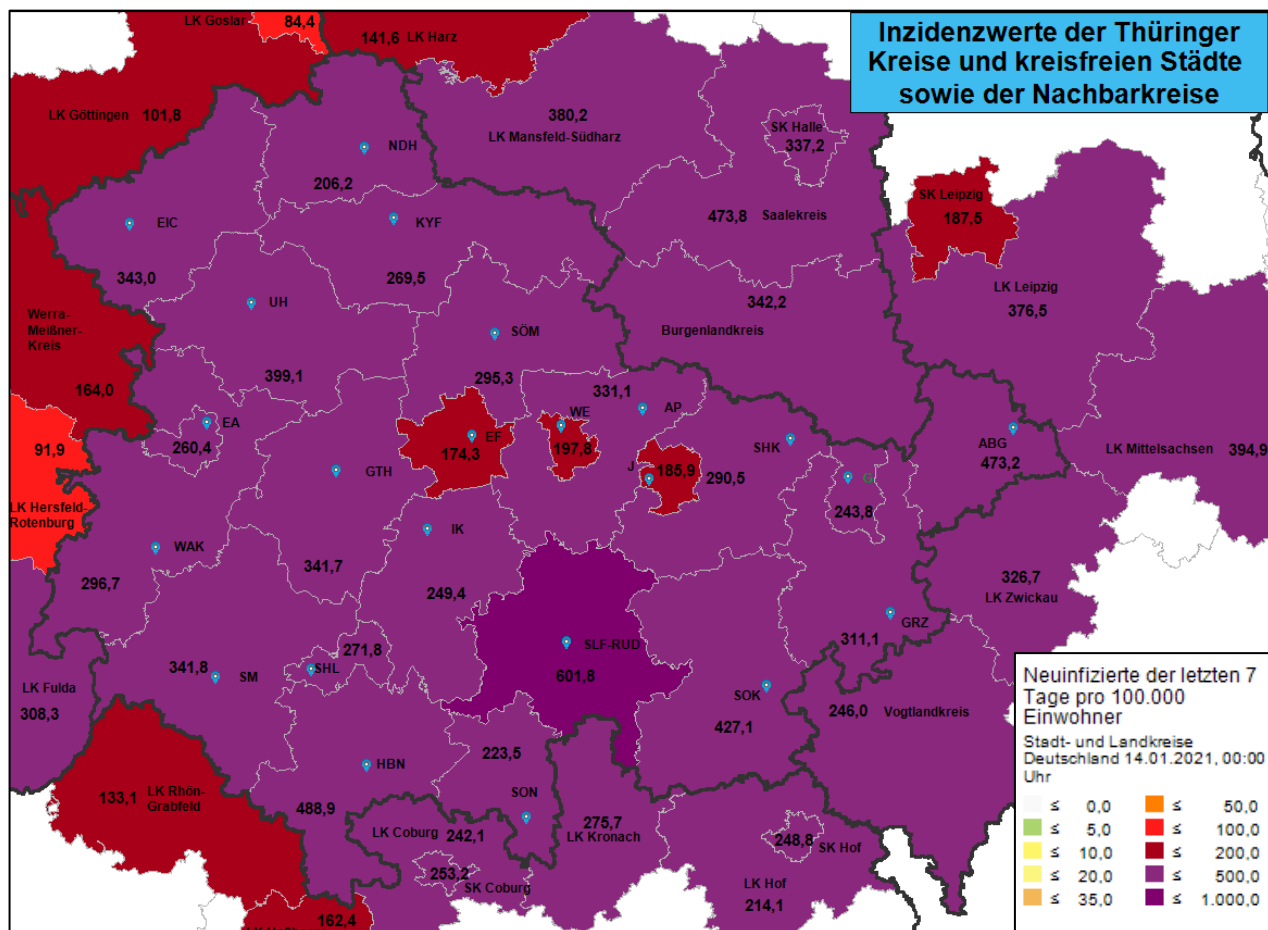 LK Goslar
84,4
141,6 LK Harz
Inzidenzwerte der Thüringer
Kreise und kreisfreien Städte
sowie der Nachbarkreise
LK Göttingen 101,8
380,2
LK Mansfeld-Südharz
SK Halle
337,2
NDH
206,2
SK Leipzig
187,5
EIC
343,0
KYF
269,5
473,8 Saalekreis
LK Leipzig
376,5
UH
399,1
342,2
Burgenlandkreis
Werra-
Meißner-
Kreis
164,0
SÖM
295,3
331,1
AP
WE
197,8
EA
260,4
EF
174,3
GTH
341,7
J
185,9
290,5
SHK
G
243,8
ABG
473,2
LK Mittelsachsen 394,9
91,9
LK Hersfeld-
Rotenburg
WAK
296,7
IK
249,4
326,7
LK Zwickau
GRZ
311,1
SLF-RUD
601,8
271,8
SHL
341,8
SM
LK Fulda
308,3
SOK
427,1
246,0 Vogtlandkreis
133,1 LK Rhön-
Grabfeld
HBN
488,9
223,5
SON
LK Coburg 242,1
253,2
SK Coburg
275,7
LK Kronach
248,8
SK Hof
LK Hof
214,1
162,4
Neuinfizierte der letzten 7
Tage pro 100.000
Einwohner
Stadt- und Landkreise
Deutschland 14.01.2021, 00:00
Uhr
≤ 0,0 ≤ 50,0
≤ 5,0 ≤ 100,0
≤ 10,0 ≤ 200,0
≤ 20,0 ≤ 500,0
≤ 35,0 ≤ 1.000,0